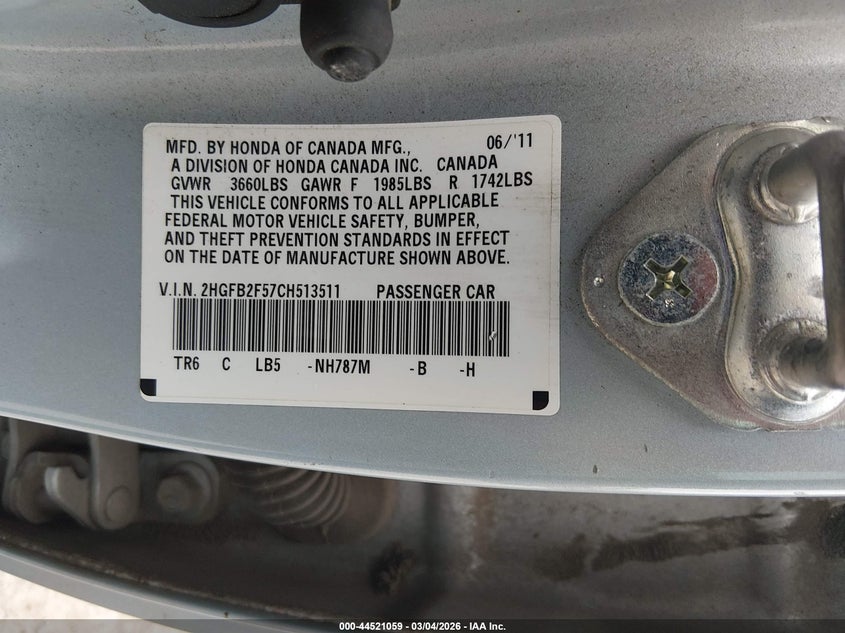 MFD. BY HONDA OF CANADA MFG., 06/'11
A DIVISION OF HONDA CANADA INC. CANADA
GVWR 3660LBS GAWR F 1985LBS R 1742LBS
THIS VEHICLE CONFORMS TO ALL APPLICABLE
FEDERAL MOTOR VEHICLE SAFETY, BUMPER,
AND THEFT PREVENTION STANDARDS IN EFFECT
ON THE DATE OF MANUFACTURE SHOWN ABOVE.
V.I.N. 2HGFB2F57CH513511 PASSENGER CAR
TR6 C LB5 -NH787M -B -H
000-44521059 - 03/04/2026 - IAA Inc.